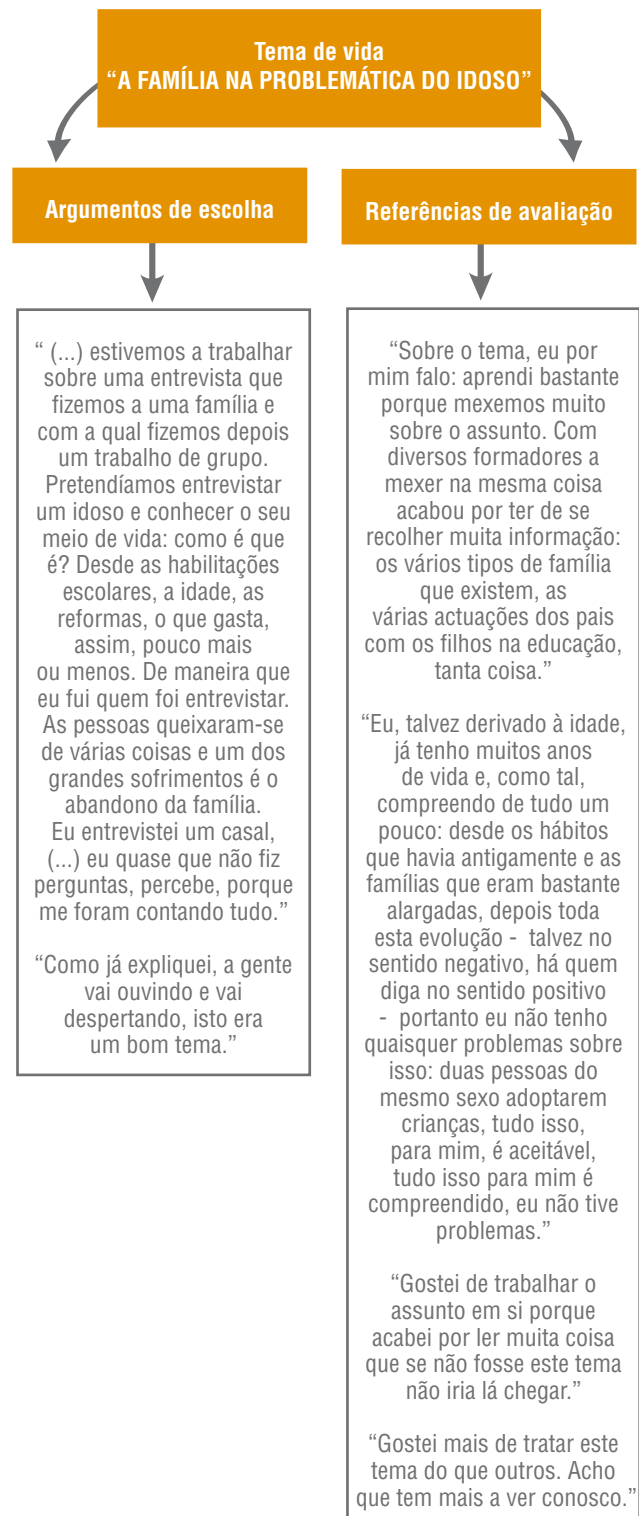 Tema de vida
“A FAMÍLIA NA PROBLEMÁTICA DO IDOSO”
Argumentos de escolha
“ (...) estivemos a trabalhar
sobre uma entrevista que
fizemos a uma família e
com a qual fizemos depois
um trabalho de grupo.
Pretendíamos entrevistar
um idoso e conhecer o seu
meio de vida: como é que
é? Desde as habilitações
escolares, a idade, as
reformas, o que gasta,
assim, pouco mais
ou menos. De maneira que
eu fui quem foi entrevistar.
As pessoas queixaram-se
de várias coisas e um dos
grandes sofrimentos é o
abandono da família.
Eu entrevistei um casal,
(...) eu quase que não fiz
perguntas, percebe, porque
me foram contando tudo.”
“Como já expliquei, a gente
vai ouvindo e vai
despertando, isto era
um bom tema.”
Referências de avaliação
“Sobre o tema, eu por
mim falo: aprendi bastante
porque mexemos muito
sobre o assunto. Com
diversos formadores a
mexer na mesma coisa
acabou por ter de se
recolher muita informação:
os vários tipos de família
que existem, as
várias actuações dos pais
com os filhos na educação,
tanta coisa.”
“Eu, talvez derivado à idade,
já tenho muitos anos
de vida e, como tal,
compreendo de tudo um
pouco: desde os hábitos
que havia antigamente e as
famílias que eram bastante
alargadas, depois toda
esta evolução - talvez no
sentido negativo, há quem
diga no sentido positivo
- portanto eu não tenho
quaisquer problemas sobre
isso: duas pessoas do
mesmo sexo adoptarem
crianças, tudo isso,
para mim, é aceitável,
tudo isso para mim é
compreendido, eu não tive
problemas.”
“Gostei de trabalhar o
assunto em si porque
acabei por ler muita coisa
que se não fosse este tema
não iria lá chegar.”
“Gostei mais de tratar este
tema do que outros. Acho
que tem mais a ver conosco.”